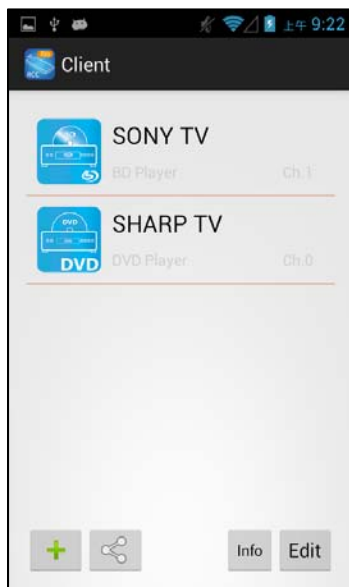 上午 9:22
Client
SONY TV
BD Player Ch.1
DVD
SHARP TV
DVD Player Ch.0
DVD
Info Edit